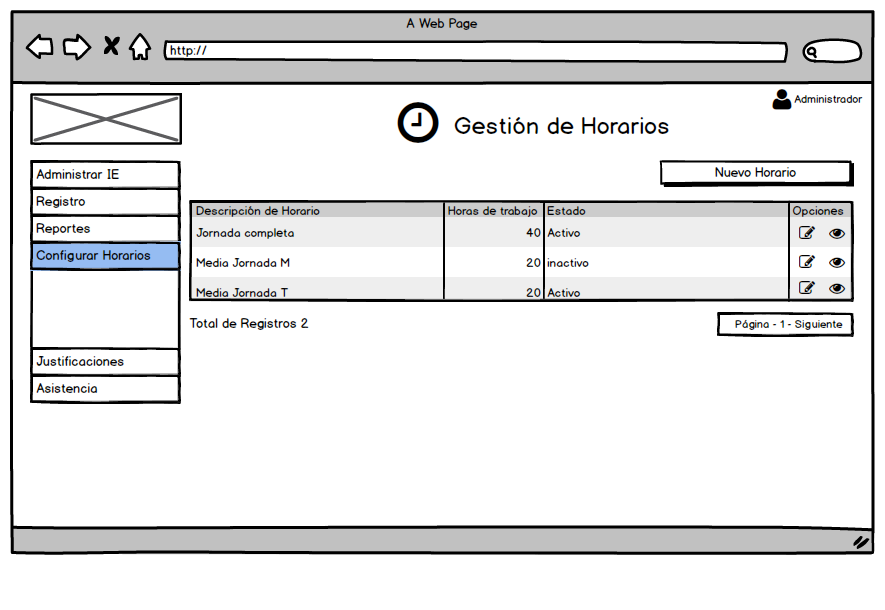 A Web Page
http://
Administrador
Gestión de Horarios
Nuevo Horario
Administrar IE
Registro
Reportes
Configurar Horarios
Justificaciones
Asistencia
Descripción de Horario Horas de trabajo Estado Opciones
Jornada completa 40 Activo
Media Jornada M 20 inactivo
Media Jornada T 20 Activo
Total de Registros 2
Página - 1 - Siguiente